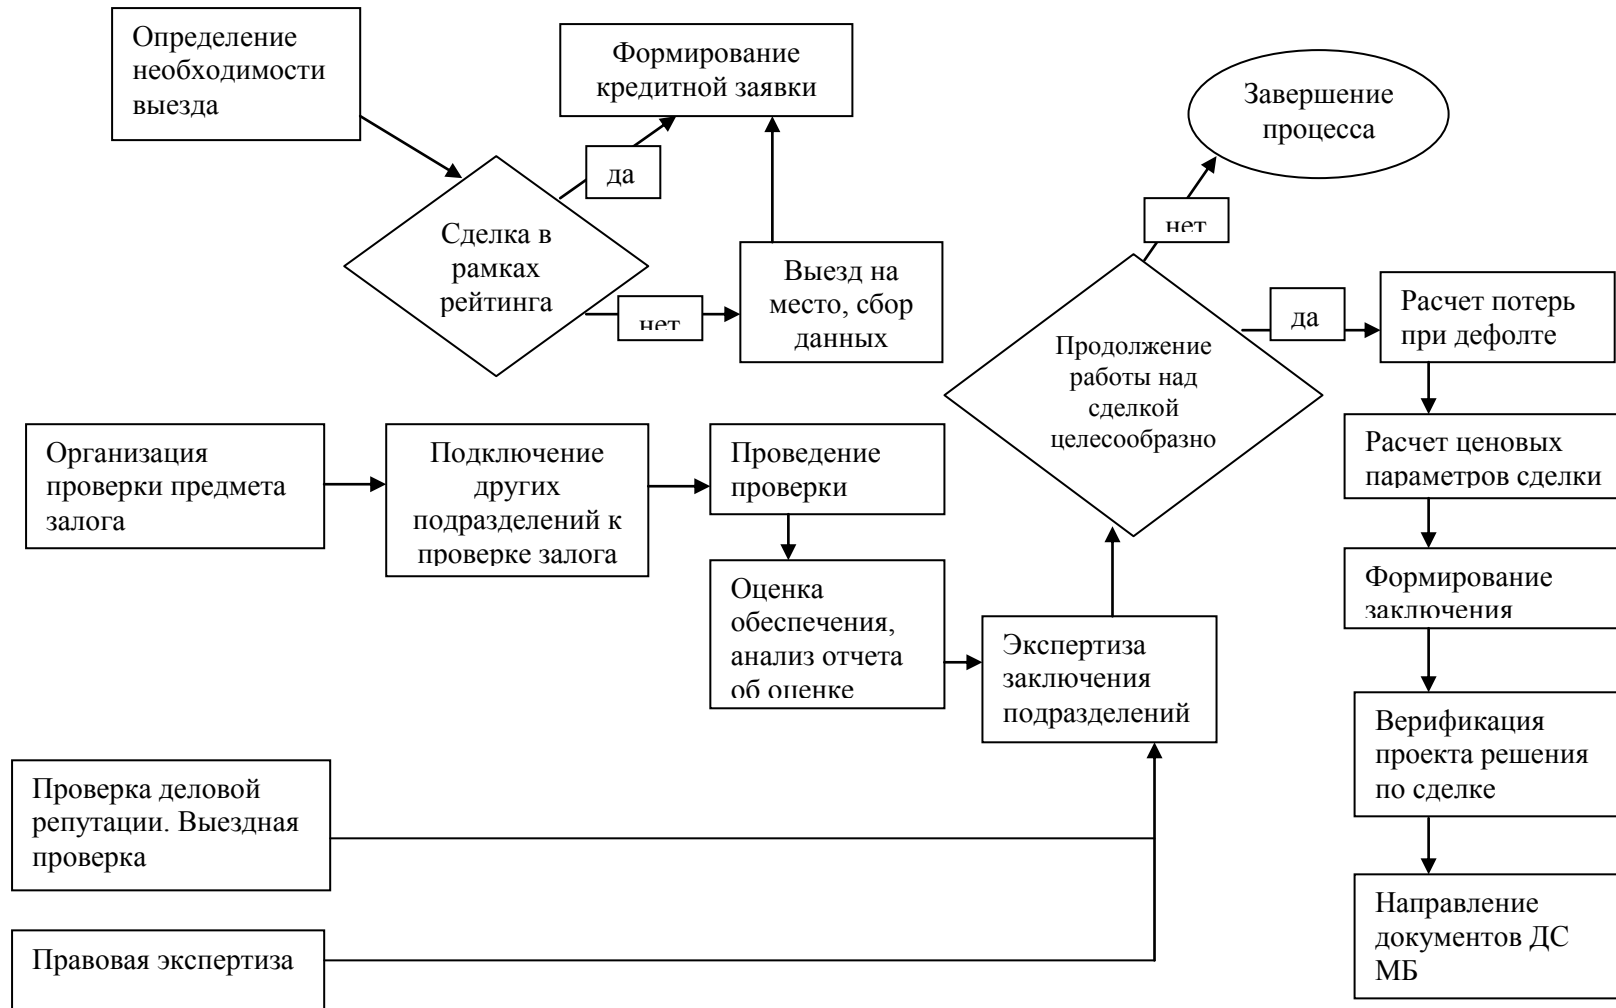 Определение
необходимости
выезда
Формирование
кредитной заявки
Завершение
процесса
да
нет
Сделка в
рамках
рейтинга
нет
Выезд на
место, сбор
данных
да
Расчет потерь
при дефолте
Продолжение
работы над
сделкой
целесообразно
Организация
проверки предмета
залога
Подключение
других
подразделений к
проверке залога
Проведение
проверки
Расчет ценовых
параметров сделки
Оценка
обеспечения,
анализ отчета
об оценке
Формирование
заключения
Экспертиза
заключения
подразделений
Верификация
проекта решения
по сделке
Проверка деловой
репутации. Выездная
проверка
Направление
документов ДС
МБ
Правовая экспертиза